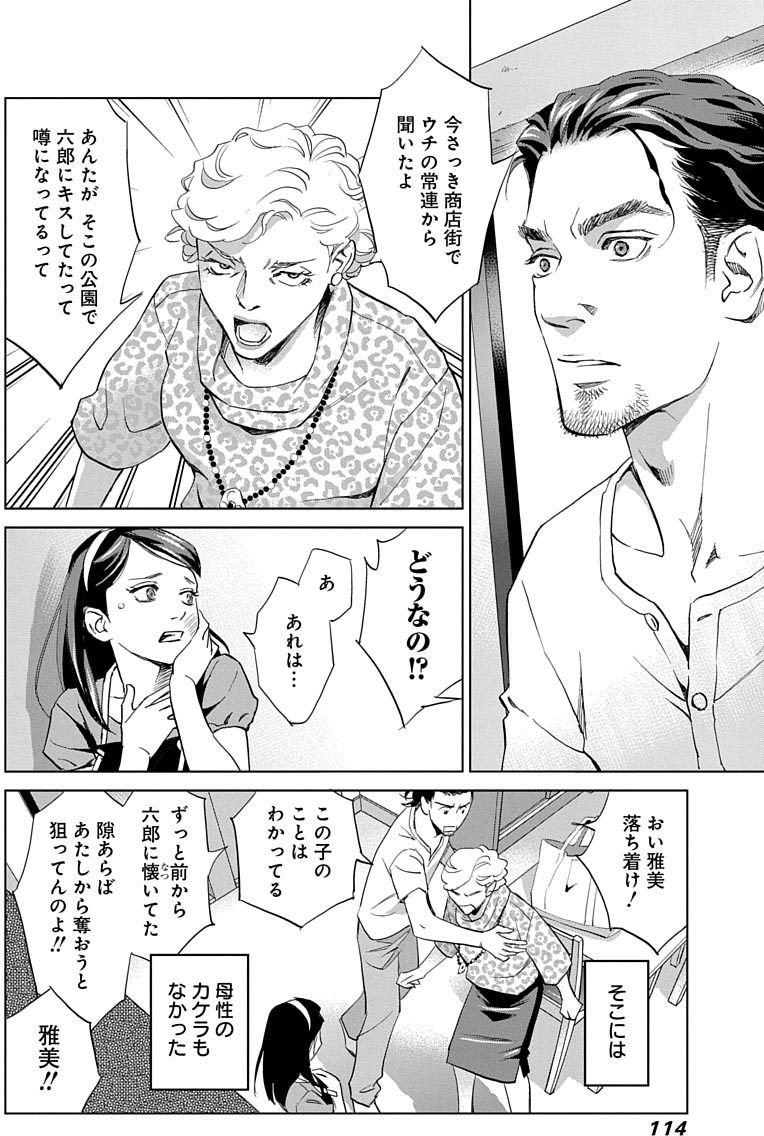 今さっき商店街で
ウチの常連から
聞いたよ
あんたが そこの公園で
六郎にキスしてたって
噂になってるって
どうなの!?
あ
あれは…
おい雅美
落ち着け!
そこには
この子の
ことは
わかってる
ずっと前から
六郎に懐いてた
なつ
隙あらば
あたしから奪おうと
狙ってんのよ!!
母性の
カケラも
なかった
雅美!!
114